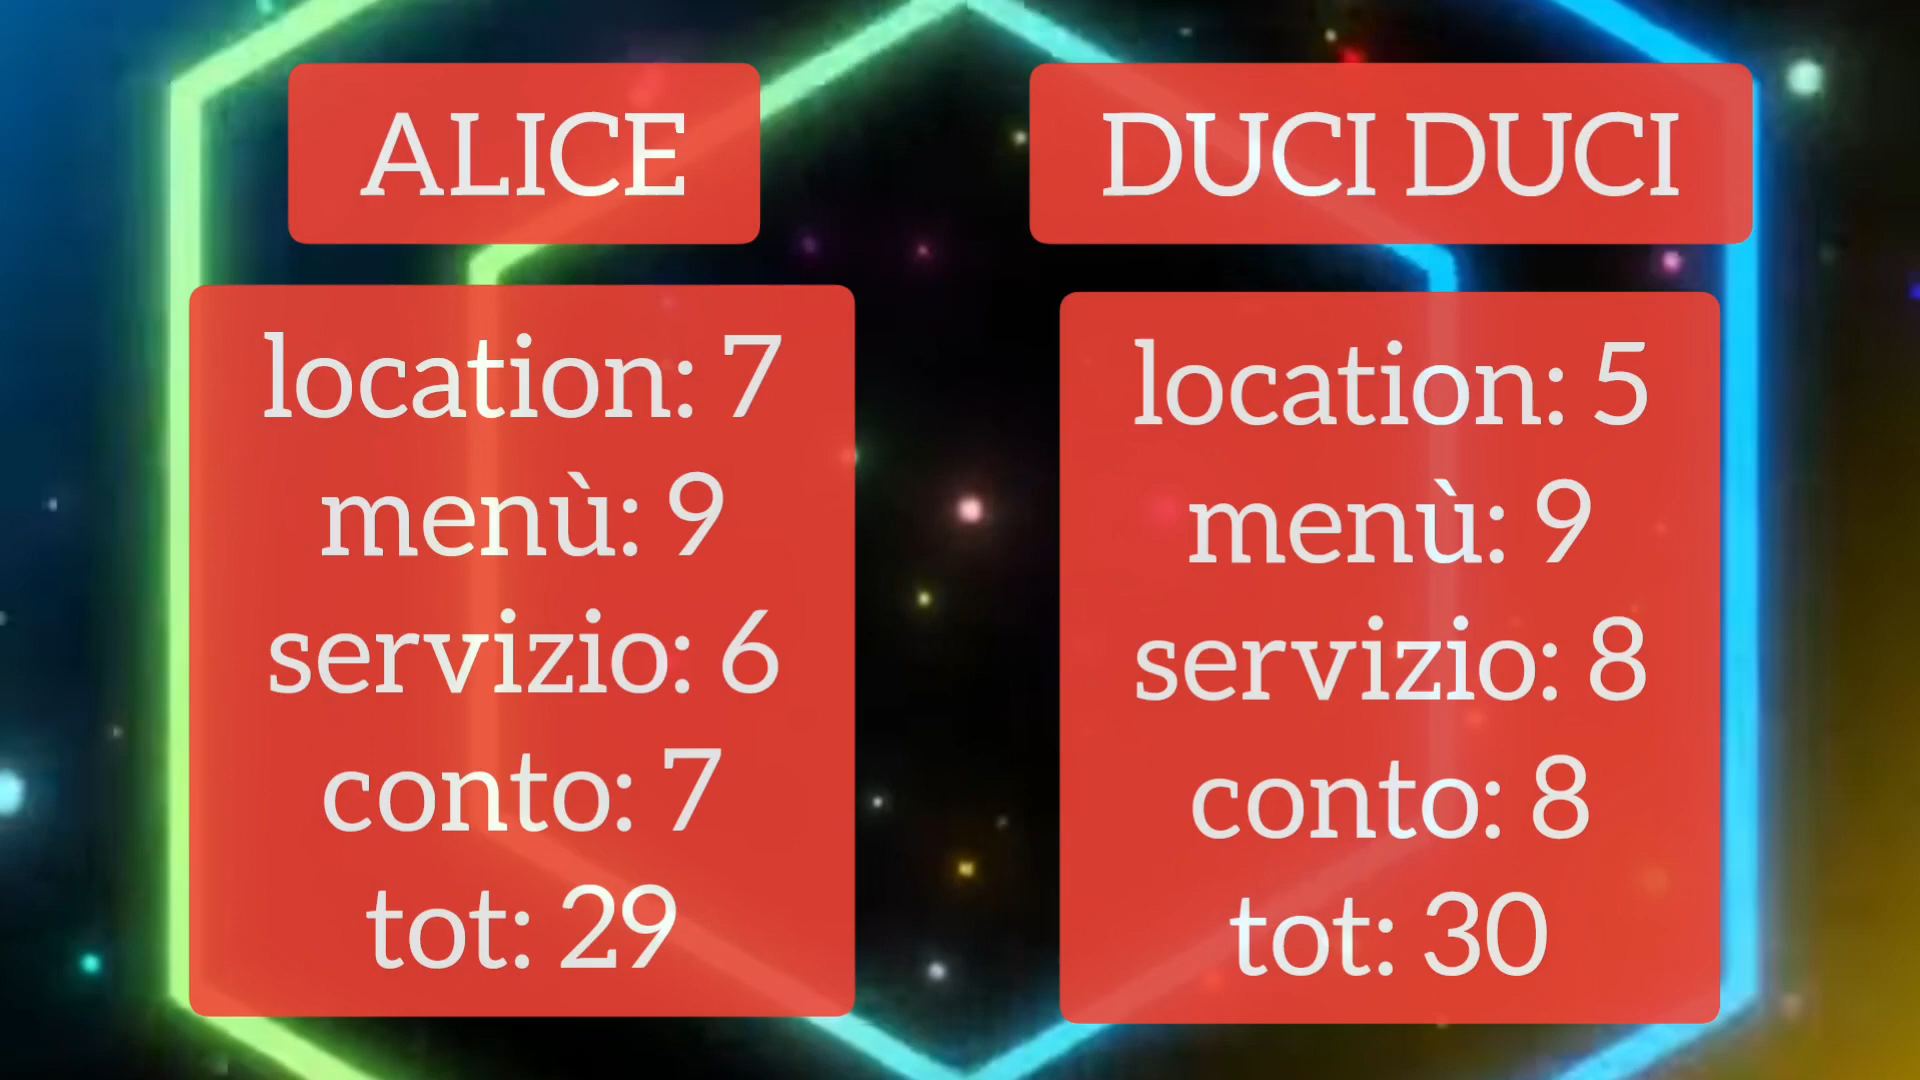 ALICE
location: 7
menù: 9
servizio: 6
conto: 7
tot: 29
DUCI DUCI
location: 5
menù: 9
servizio: 8
conto: 8
tot: 30